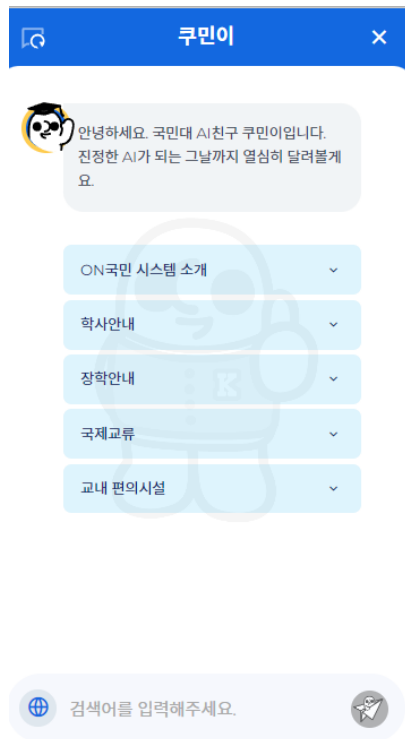 쿠민이
안녕하세요. 국민대 AI친구 쿠민이입니다.
진정한 AI가 되는 그날까지 열심히 달려볼게
요.
ON국민 시스템 소개
학사안내
장학안내
K
국제교류
교내 편의시설
검색어를 입력해주세요.